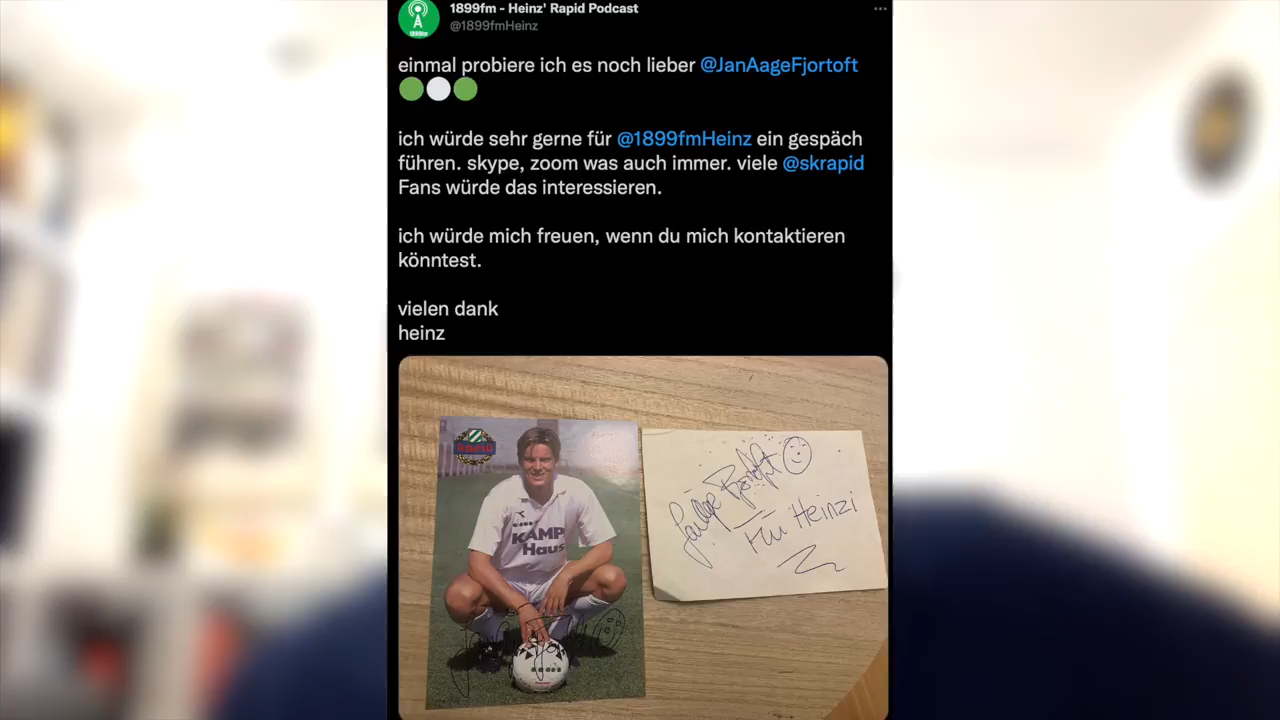 1899fm - Heinz' Rapid Podcast
@1899fmHeinz
einmal probiere ich es noch lieber @JanAageFjortoft
ich würde sehr gerne für @1899fmHeinz ein gespäch
führen. skype, zoom was auch immer. viele @skrapid
Fans würde das interessieren.
ich würde mich freuen, wenn du mich kontaktieren
könntest.
vielen dank
heinz
RAPID
KAMPS
Haus
Heinzi